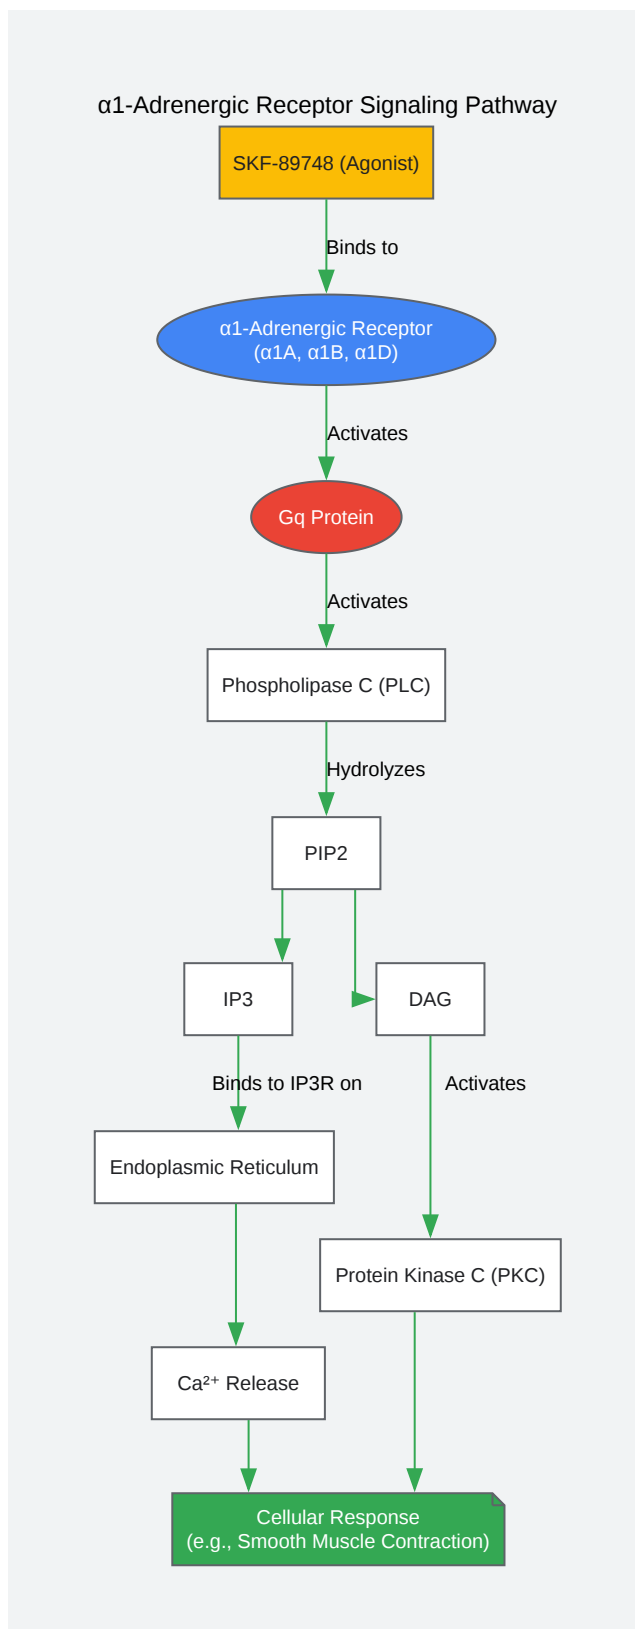 α1-Adrenergic Receptor Signaling Pathway
SKF-89748 (Agonist)
Binds to
α1-Adrenergic Receptor
(α1A, α1B, α1D)
Activates
Gq Protein
Activates
Phospholipase C (PLC)
Hydrolyzes
PIP2
IP3
DAG
Binds to IP3R on
Activates
Endoplasmic Reticulum
Protein Kinase C (PKC)
Ca²⁺ Release
Cellular Response
(e.g., Smooth Muscle Contraction)